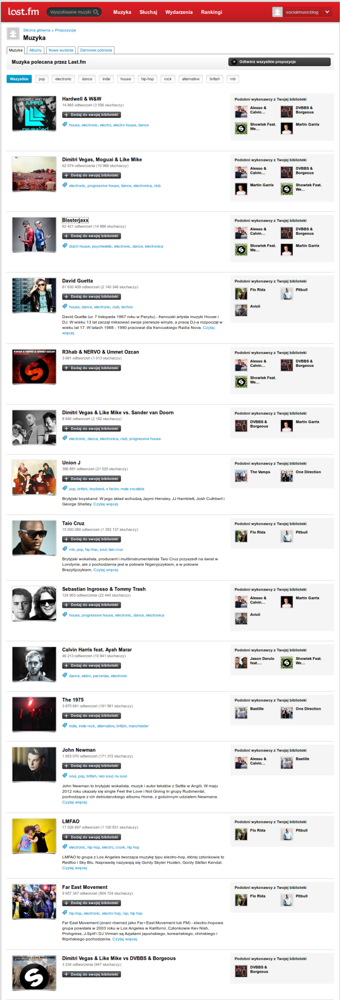 last.fm
Wyszukiwanie muzyki
Muzyka Słuchaj Wydarzenia Rankingi
socialmusicblog
Strona główna » Propozycje
Muzyka
Muzyka Albumy Nowe wydania Darmowe pobrania
Muzyka polecana przez Last.fm
Odtwórz wszystkie propozycje
Wszystkie pop electronic dance indie house hip-hop rock alternative british rnb
HARDWELL AND W&W
JUMPER
revealed
Hardwell & W&W
14 865 odtworzeń (3 556 słuchaczy)
+ Dodaj do swojej biblioteki
house, electronic, electro, electro house, dance
Podobni wykonawcy z Twojej biblioteki
Alesso & Calvin…
DVBBS & Borgeous
Showtek Feat. We…
Martin Garrix
Dimitri Vegas, Moguai & Like Mike
62 074 odtworzenia (10 966 słuchaczy)
+ Dodaj do swojej biblioteki
electronic, progressive house, dance, electronica, club
Podobni wykonawcy z Twojej biblioteki
Alesso & Calvin…
DVBBS & Borgeous
Martin Garrix
Showtek Feat. We…
Blasterjaxx
62 421 odtworzeń (14 888 słuchaczy)
+ Dodaj do swojej biblioteki
dutch house, psychedelic, electronic, dance, electronica
Podobni wykonawcy z Twojej biblioteki
Alesso & Calvin…
DVBBS & Borgeous
Showtek Feat. We…
Martin Garrix
David Guetta
61 630 409 odtworzeń (2 140 346 słuchaczy)
+ Dodaj do swojej biblioteki
house, dance, electronic, club, techno
David Guetta (ur. 7 listopada 1967 roku w Paryżu) - francuski artysta muzyki House i
DJ. W wieku 13 lat zaczął miksować swoje pierwsze winyle, a pracę DJ-a rozpoczął w
wieku lat 17. W latach 1988 - 1990 pracował dla francuskiego Radia Nova. Czytaj
więcej
Podobni wykonawcy z Twojej biblioteki
Flo Rida
Pitbull
Avicii
R3HAB & NERVO & UMMET OZCAN
REVOLUTION
R3hab & NERVO & Ummet Ozcan
3 681 odtworzeń (1 013 słuchaczy)
+ Dodaj do swojej biblioteki
Podobni wykonawcy z Twojej biblioteki
Alesso & Calvin…
DVBBS & Borgeous
Showtek Feat. We…
Dimitri Vegas & Like Mike vs. Sander van Doorn
8 640 odtworzeń (2 182 słuchaczy)
+ Dodaj do swojej biblioteki
electronic, dance, electronica, club, progressive house
Podobni wykonawcy z Twojej biblioteki
DVBBS & Borgeous
Martin Garrix
Union J
396 891 odtworzeń (21 020 słuchaczy)
+ Dodaj do swojej biblioteki
pop, british, boyband, x factor, male vocalists
Brytyjski boysband. W jego skład wchodzą Jaymi Hensley, JJ Hamblett, Josh Cuthbert i
George Shelley. Czytaj więcej
Podobni wykonawcy z Twojej biblioteki
The Vamps
One Direction
Taio Cruz
15 000 080 odtworzeń (1 353 137 słuchaczy)
+ Dodaj do swojej biblioteki
rnb, pop, hip-hop, soul, taio cruz
Brytyjski wokalista, producent i multiinstrumentalista Taio Cruz przyszedł na świat w
Londynie, ale z pochodzenia jest w połowie Nigeryjczykiem, a w połowie
Brazylijczykiem. Czytaj więcej
Podobni wykonawcy z Twojej biblioteki
Flo Rida
Pitbull
Sebastian Ingrosso & Tommy Trash
124 903 odtworzenia (22 440 słuchaczy)
+ Dodaj do swojej biblioteki
house, progressive house, electronic, dance, electronica
Podobni wykonawcy z Twojej biblioteki
Alesso & Calvin…
Martin Garrix
Avicii
Calvin Harris feat. Ayah Marar
46 213 odtworzeń (10 841 słuchaczy)
+ Dodaj do swojej biblioteki
dance, eletro, parcerias, electronic
Podobni wykonawcy z Twojej biblioteki
Jason Derulo feat.…
Showtek Feat. We…
The 1975
3 875 691 odtworzeń (191 561 słuchaczy)
+ Dodaj do swojej biblioteki
indie, indie rock, alternative, british, manchester
Podobni wykonawcy z Twojej biblioteki
Bastille
One Direction
John Newman
1 653 070 odtworzeń (171 372 słuchaczy)
+ Dodaj do swojej biblioteki
soul, pop, british, neo soul, nu soul
John Newman to brytyjski wokalista, muzyk i autor tekstów z Settle w Anglii. W maju
2012 roku ukazały się single Feel the Love i Not Giving In grupy Rudimental,
pochodzące z ich debiutanckiego albumu Home, z gościnnym udziałem Newmana.
Czytaj więcej
Podobni wykonawcy z Twojej biblioteki
Alesso & Calvin…
Bastille
LMFAO
17 026 697 odtworzeń (1 100 831 słuchaczy)
+ Dodaj do swojej biblioteki
electronic, hip-hop, electro, crunk, hip hop
LMFAO to grupa z Los Angeles tworząca muzykę typu electro-hop, której członkowie to
Redfoo i Sky Blu. Naprawdę nazywają się Gordy Skyler Husten, Gordy Stefan Kendal.
Czytaj więcej
Podobni wykonawcy z Twojej biblioteki
Flo Rida
Pitbull
Far East Movement
9 957 347 odtworzeń (804 724 słuchaczy)
+ Dodaj do swojej biblioteki
hip-hop, electronic, electro hop, rap, hip hop
Far East Movement (znani również jako Far•East Movement lub FM) - electro-hopowa
grupa powstała w 2003 roku w Los Angeles w Kalifornii. Członkowie Kev Nish,
Prohgress, J-Splif i DJ Virman są Azjatami japońskiego, koreańskiego, chińskiego i
filipińskiego pochodzenia. Czytaj więcej
Podobni wykonawcy z Twojej biblioteki
Flo Rida
Pitbull
Dimitri Vegas & Like Mike vs DVBBS & Borgeous
3 234 odtworzenia (947 słuchaczy)
+ Dodaj do swojej biblioteki
Podobni wykonawcy z Twojej biblioteki
DVBBS & Borgeous